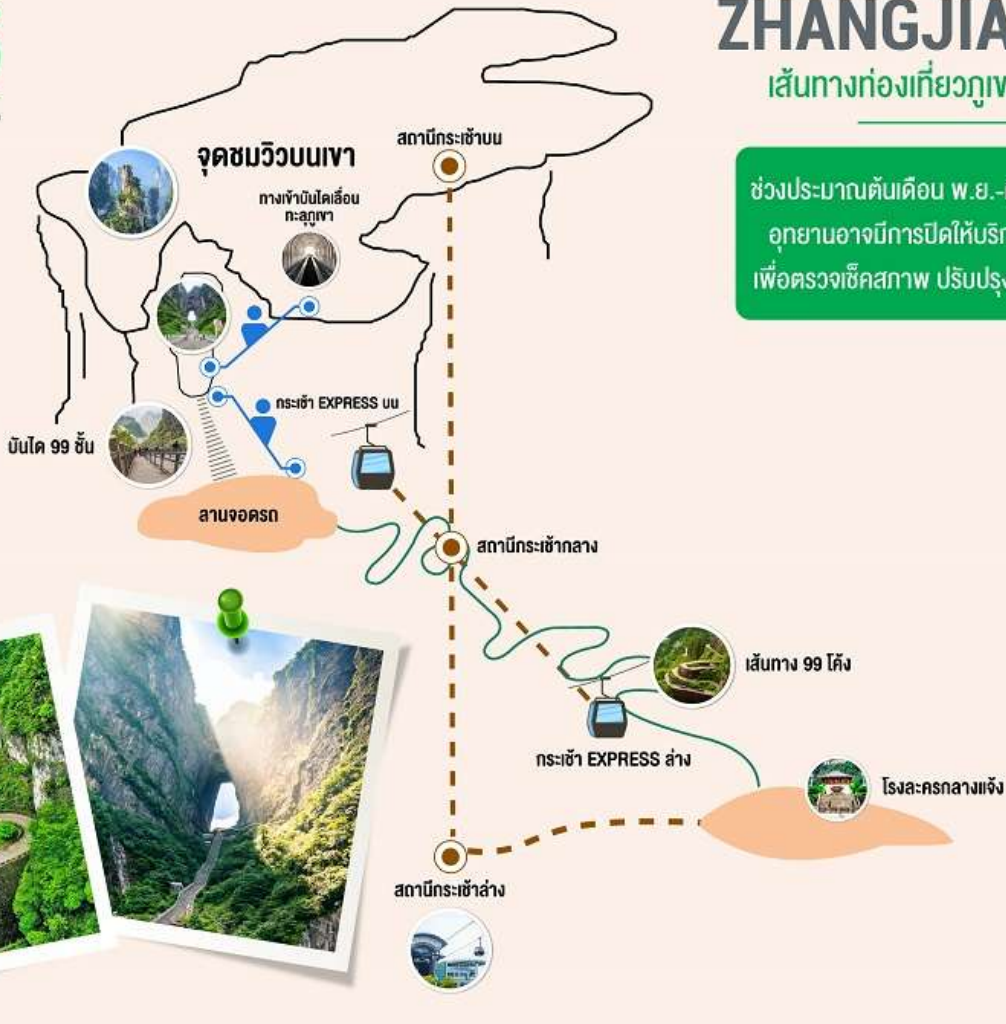 ZHANGJIA
เส้นทางท่องเที่ยวภูเข
ช่วงประมาณต้นเดือน พ.ย.-
อุทยานอาจมีการปิดให้บริก
เพื่อตรวจเช็คสภาพ ปรับปรุง
สถานีกระเช้าบน
จุดชมวิวบนเขา
ทางเข้าบันไดเลื่อน
ทะลุภูเขา
กระเช้า EXPRESS บน
บันได 99 ชั้น
ลานจอดรถ
สถานีกระเช้ากลาง
เส้นทาง 99 โค้ง
กระเช้า EXPRESS ล่าง
โรงละครกลางแจ้ง
สถานีกระเช้าล่าง